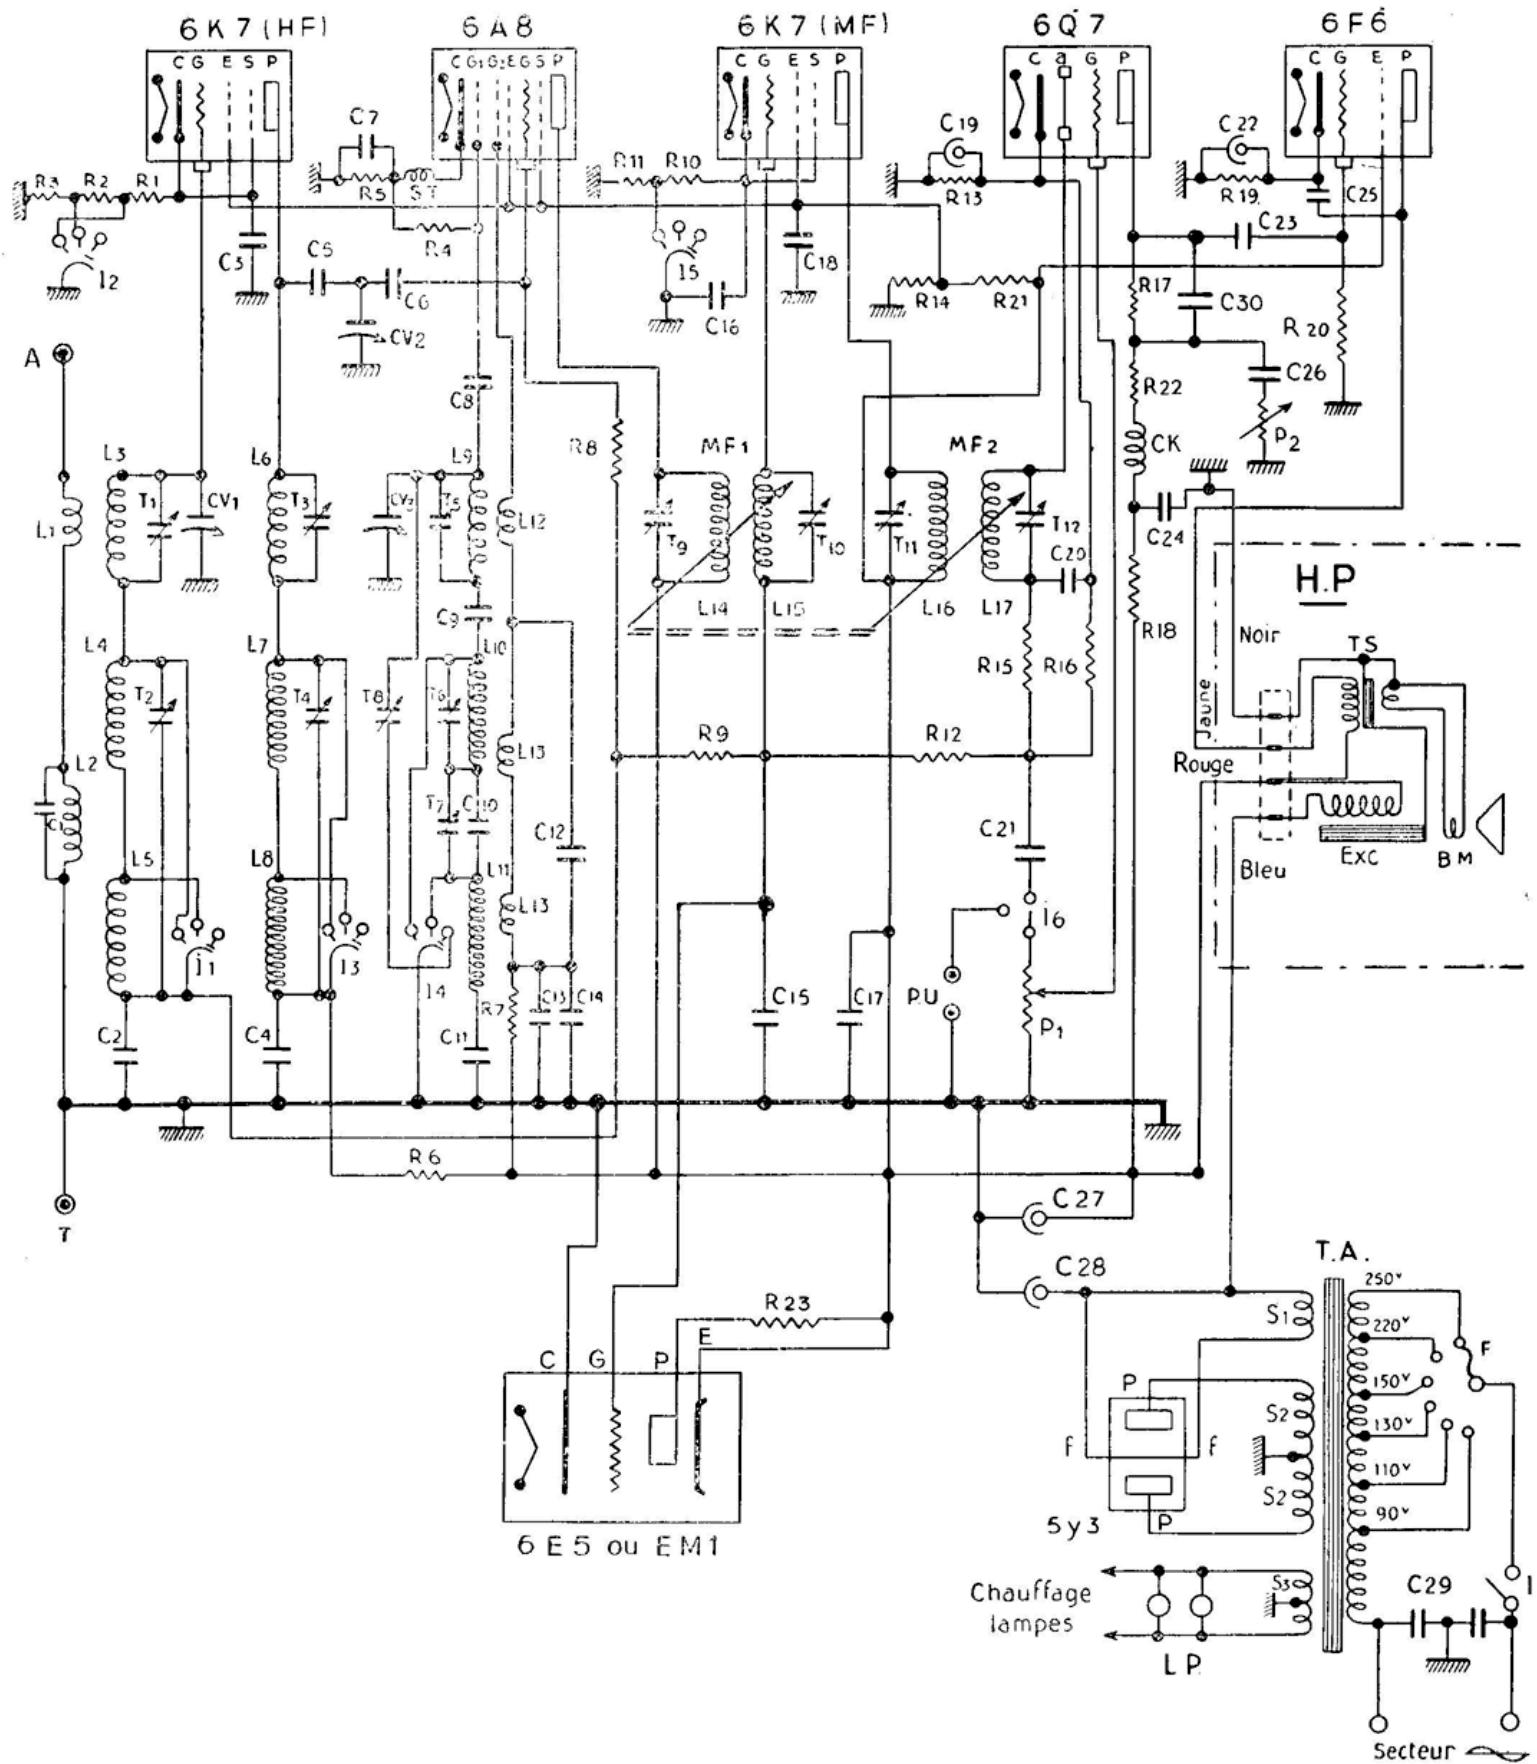 6K7(HF) 6A8 6K7(MF) 6Q7 6F6
C G E S P
C G1 G2 E G S P
C G E S P
C a G P
C G E P
C7 C19 C22
R3 R2 R1 R5 ST R11 R10 R13 R19 C25
I2 C3 C5 R4 C6 I5 C18 C23
CV2 C16 R14 R21 R17 C30 R20
A C8 R22 C26
R8 CK P2
L3 L6 L9 MF1 MF2
L1 T1 CV1 T3 CV3 T5 L12 T9 T10 T11 T12 C20 C24
H.P
C9 L14 L15 L16 L17 R18
L4 L7 L10 R15 R16 Noir TS
T2 T4 T8 T6 Jaune
L2 L13 R9 R12 Rouge
C1 T7 C10 C12 C21
L5 L8 L11 Bleu Exc BM
L13 I6
I1 I3 I4 PU
C2 C4 C11 R7 C13 C14 C15 C17 P1
R6
T
C27
C28 T.A.
250v
R23 S1 220v F
C G P E
P 150v
S2 130v
f f
110v
S2
P 90v
5y3
6E5 ou EM1
Chauffage
lampes
S3 C29 I
LP
Secteur